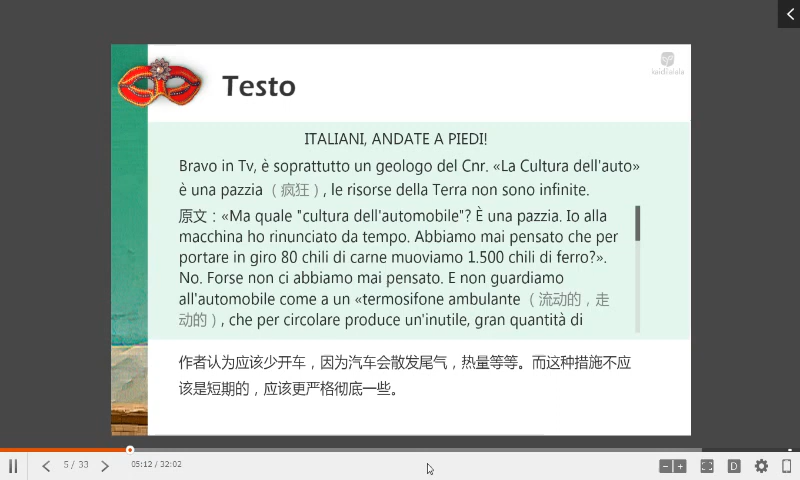 kaidialala
Testo
ITALIANI, ANDATE A PIEDI!
Bravo in Tv, è soprattutto un geologo del Cnr. «La Cultura dell'auto»
è una pazzia（疯狂）, le risorse della Terra non sono infinite.
原文：«Ma quale "cultura dell'automobile"? È una pazzia. Io alla
macchina ho rinunciato da tempo. Abbiamo mai pensato che per
portare in giro 80 chili di carne muoviamo 1.500 chili di ferro?».
No. Forse non ci abbiamo mai pensato. E non guardiamo
all'automobile come a un «termosifone ambulante（流动的，走
动的）, che per circolare produce un'inutile, gran quantità di
作者认为应该少开车，因为汽车会散发尾气，热量等等。而这种措施不应
该是短期的，应该更严格彻底一些。
5 / 33
05:12 / 32:02
D